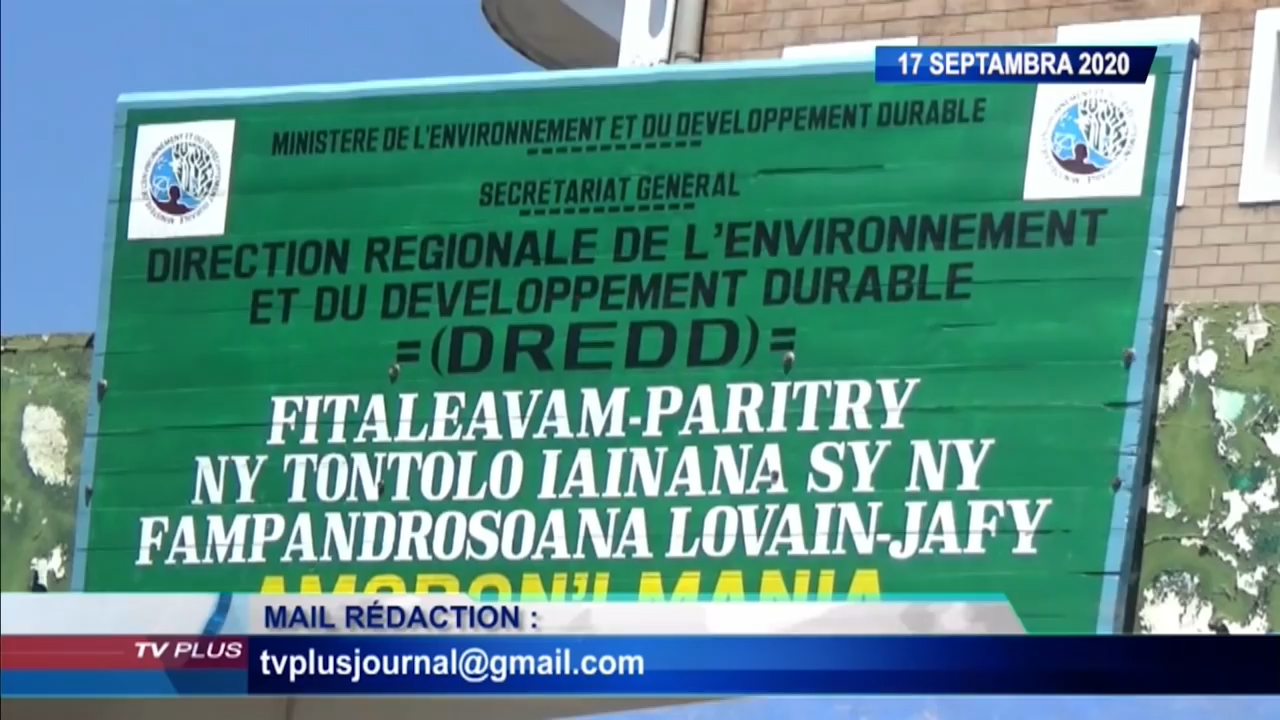 17 SEPTAMBRA 2020
MINISTERE DE L'ENVIRONNEMENT ET DU DEVELOPPEMENT DURABLE
SECRETARIAT GENERAL
DIRECTION REGIONALE DE L'ENVIRONNEMENT
ET DU DEVELOPPEMENT DURABLE
=(DREDD)=
FITALEAVAM-PARITRY
NY TONTOLO IAINANA SY NY
FAMPANDROSOANA LOVAIN-JAFY
AMORON'I MANIA
MAIL RÉDACTION :
TV PLUS
tvplusjournal@gmail.com